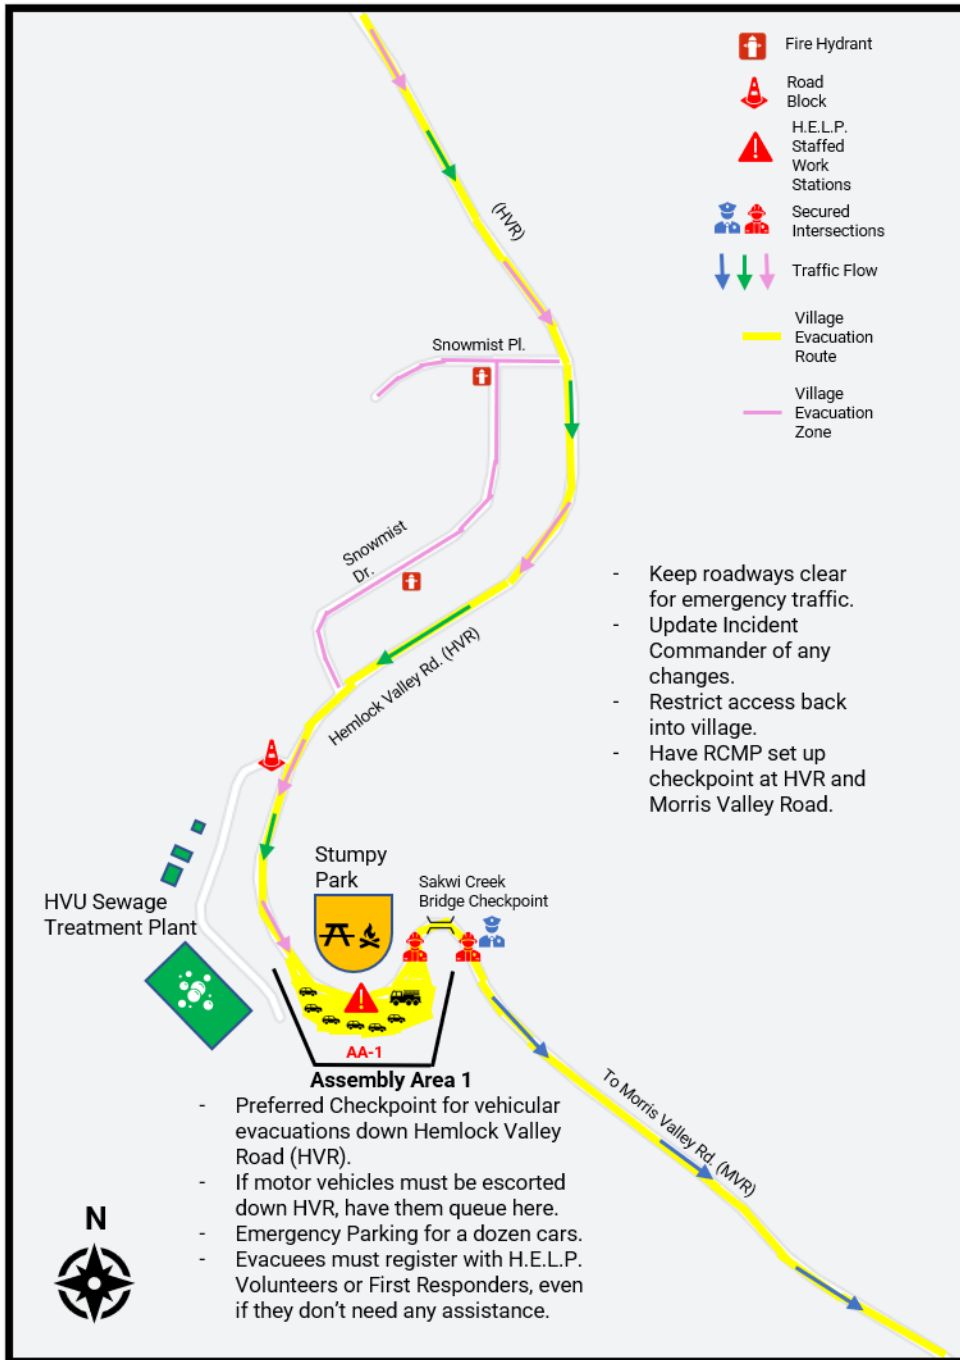 Fire Hydrant
Road
Block
H.E.L.P.
Staffed
Work
Stations
Secured
Intersections
Traffic Flow
Village
Evacuation
Route
Village
Evacuation
Zone
(HVR)
Snowmist Pl.
Snowmist
Dr.
Hemlock Valley Rd. (HVR)
- Keep roadways clear
for emergency traffic.
- Update Incident
Commander of any
changes.
- Restrict access back
into village.
- Have RCMP set up
checkpoint at HVR and
Morris Valley Road.
Stumpy
Park
Sakwi Creek
Bridge Checkpoint
HVU Sewage
Treatment Plant
AA-1
Assembly Area 1
To Morris Valley Rd. (MVR)
- Preferred Checkpoint for vehicular
evacuations down Hemlock Valley
Road (HVR).
- If motor vehicles must be escorted
down HVR, have them queue here.
- Emergency Parking for a dozen cars.
- Evacuees must register with H.E.L.P.
Volunteers or First Responders, even
if they don't need any assistance.
N